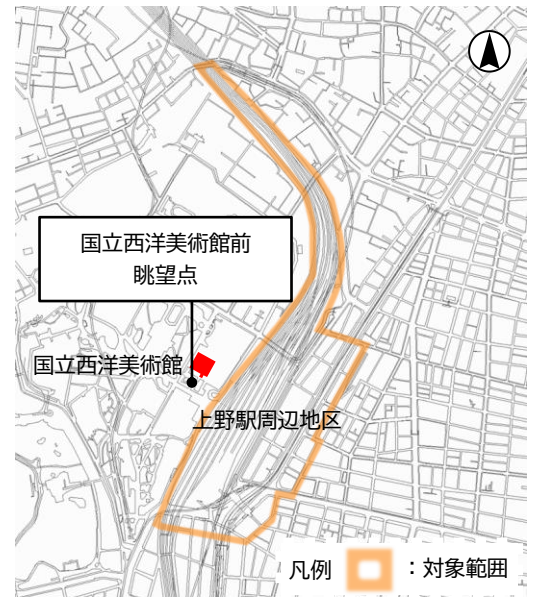 国立西洋美術館前
眺望点
国立西洋美術館
上野駅周辺地区
凡例 ：対象範囲